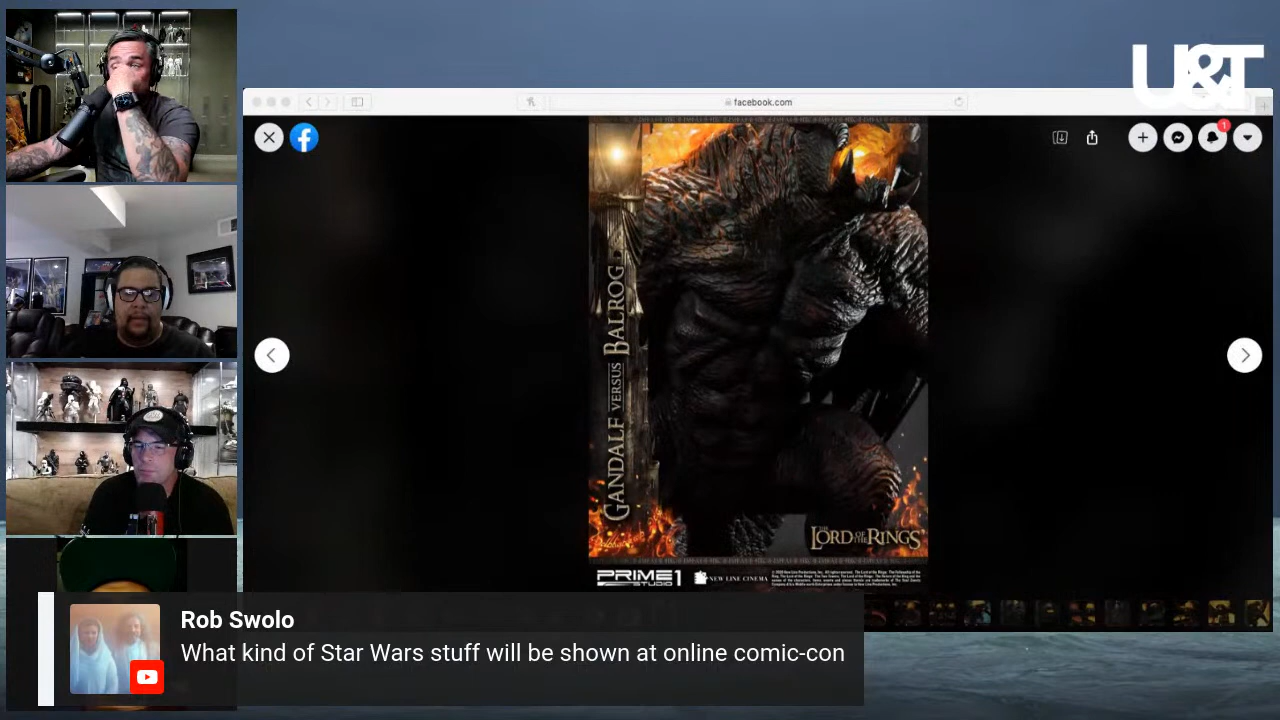 U&T
facebook.com
1
GANDALF VERSUS BALROG
THE
LORD OF THE RINGS
PRIME 1
STUDIO
NEW LINE CINEMA
Rob Swolo
What kind of Star Wars stuff will be shown at online comic-con